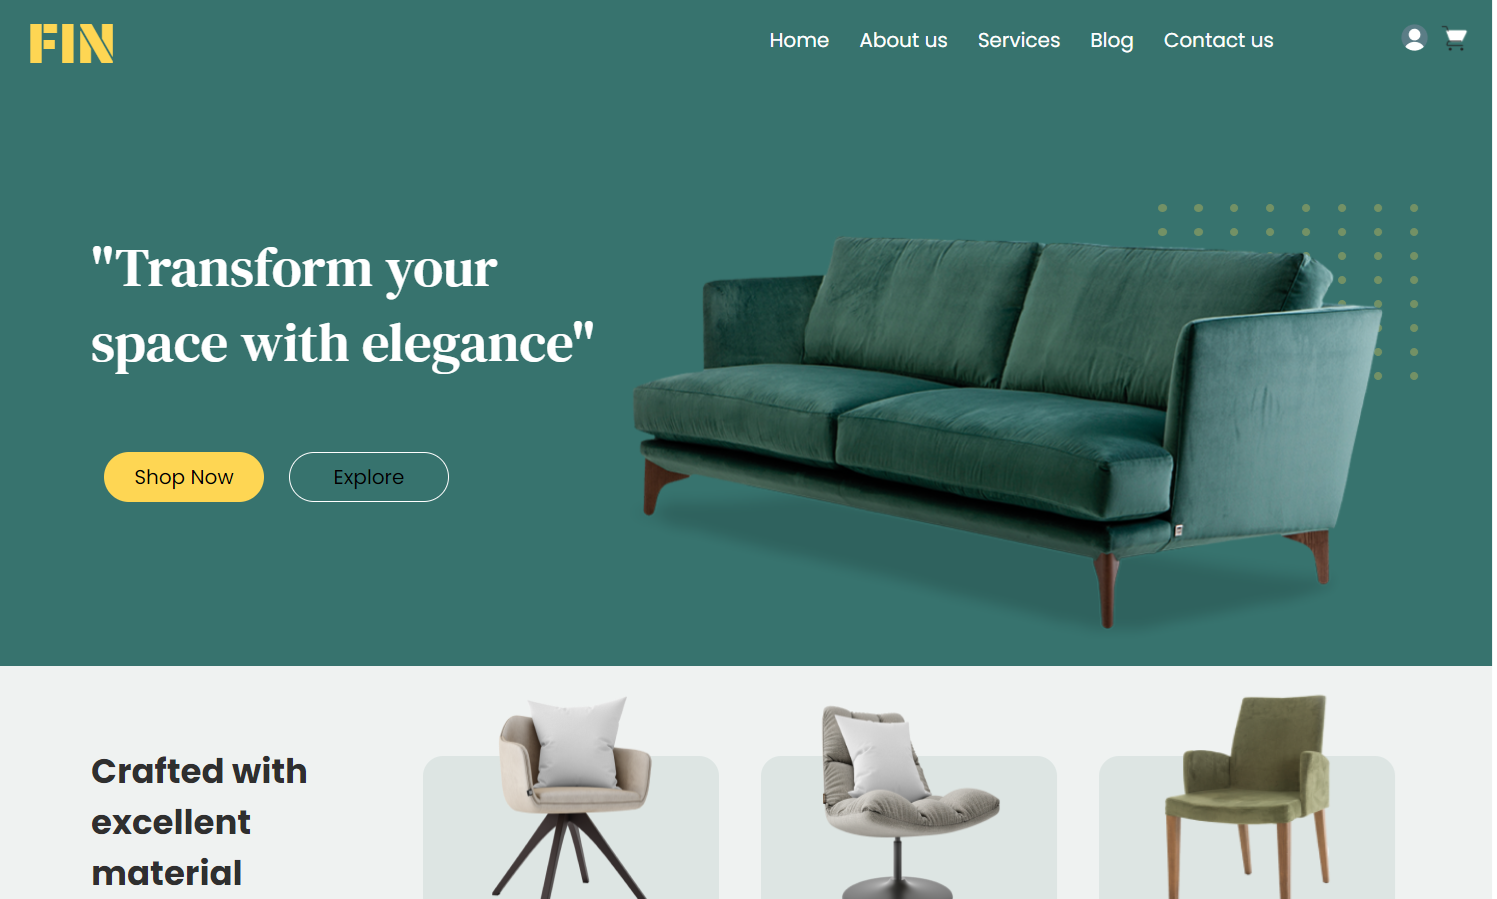 FIN
Home About us Services Blog Contact us
"Transform your
space with elegance"
Shop Now Explore
Crafted with
excellent
material